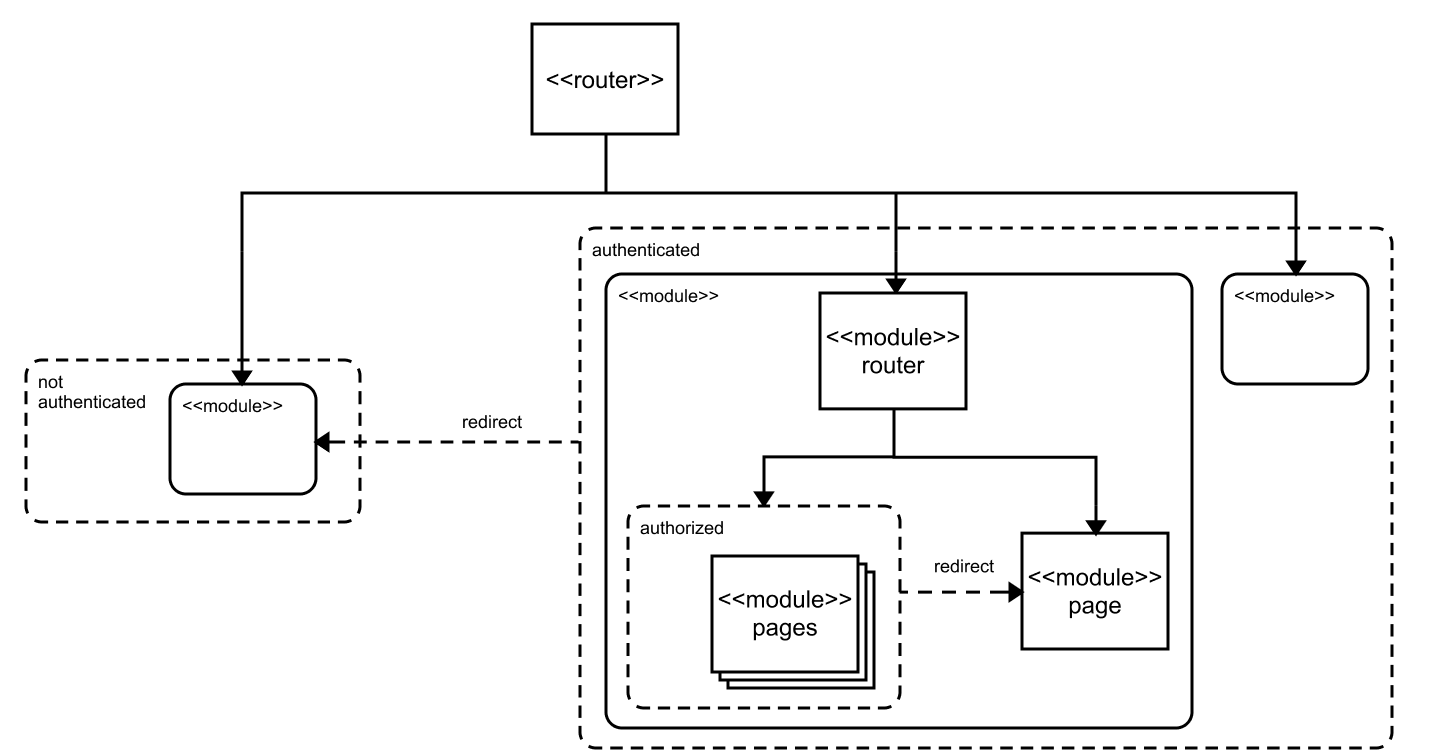 <<router>>
authenticated
<<module>>
<<module>>
router
<<module>>
not
authenticated
<<module>>
redirect
authorized
<<module>>
pages
redirect
<<module>>
page